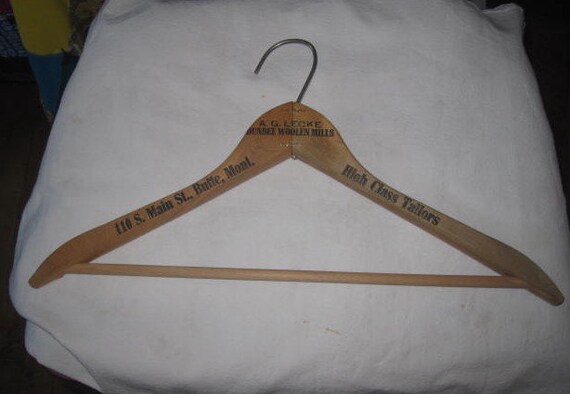 A. G. LECKE
DUNDEE WOOLEN MILLS
110 S. Main St., Butte, Mont.
High Class Tailors